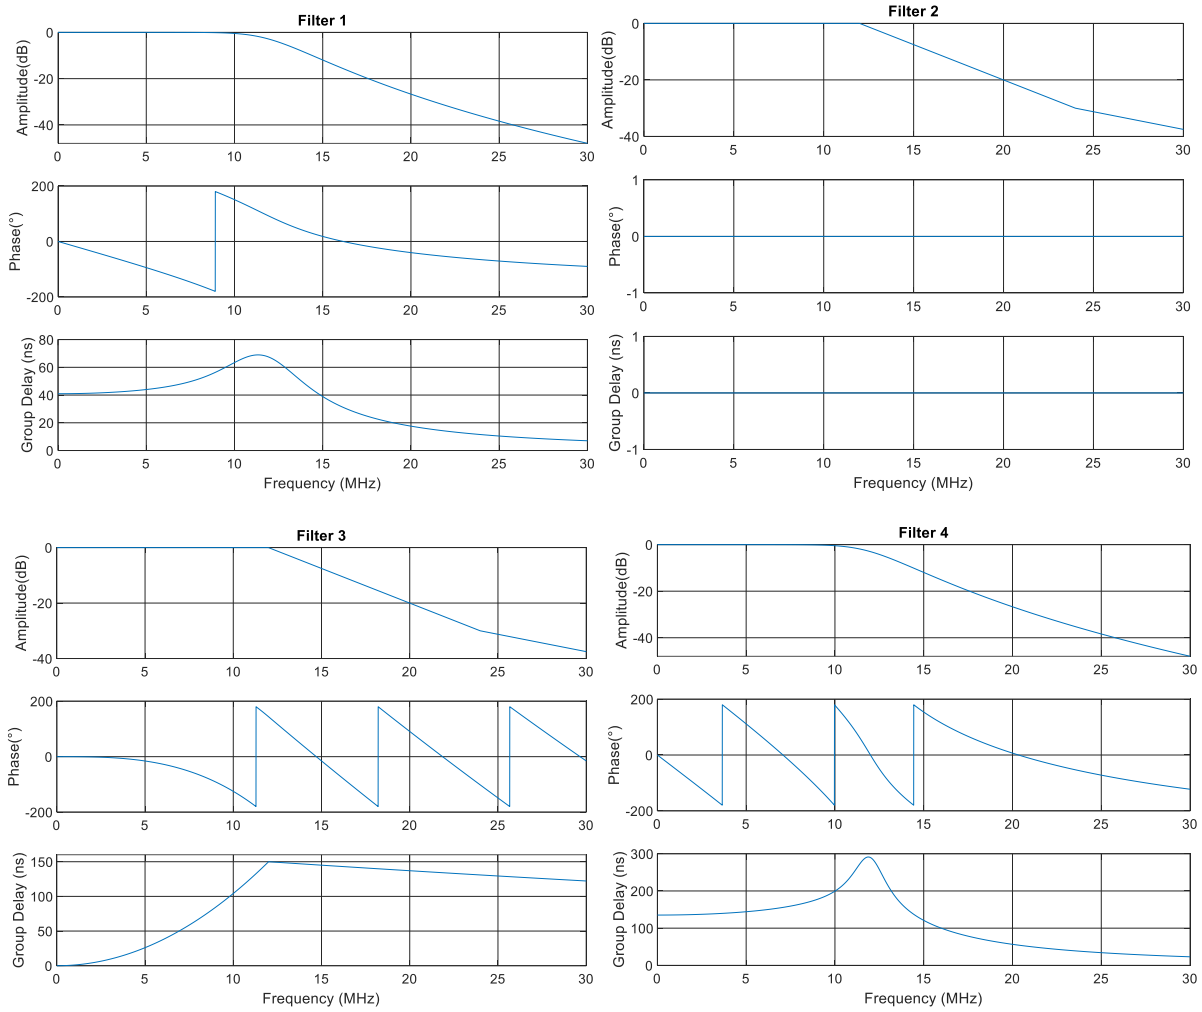 Filter 1
Amplitude(dB)
0
-20
-40
0 5 10 15 20 25 30
Phase(°)
200
0
-200
0 5 10 15 20 25 30
Group Delay (ns)
80
60
40
20
0
0 5 10 15 20 25 30
Frequency (MHz)
Filter 2
Amplitude(dB)
0
-20
-40
0 5 10 15 20 25 30
Phase(°)
1
0
-1
0 5 10 15 20 25 30
Group Delay (ns)
1
0
-1
0 5 10 15 20 25 30
Frequency (MHz)
Filter 3
Amplitude(dB)
0
-20
-40
0 5 10 15 20 25 30
Phase(°)
200
0
-200
0 5 10 15 20 25 30
Group Delay (ns)
150
100
50
0
0 5 10 15 20 25 30
Frequency (MHz)
Filter 4
Amplitude(dB)
0
-20
-40
0 5 10 15 20 25 30
Phase(°)
200
0
-200
0 5 10 15 20 25 30
Group Delay (ns)
300
200
100
0
0 5 10 15 20 25 30
Frequency (MHz)